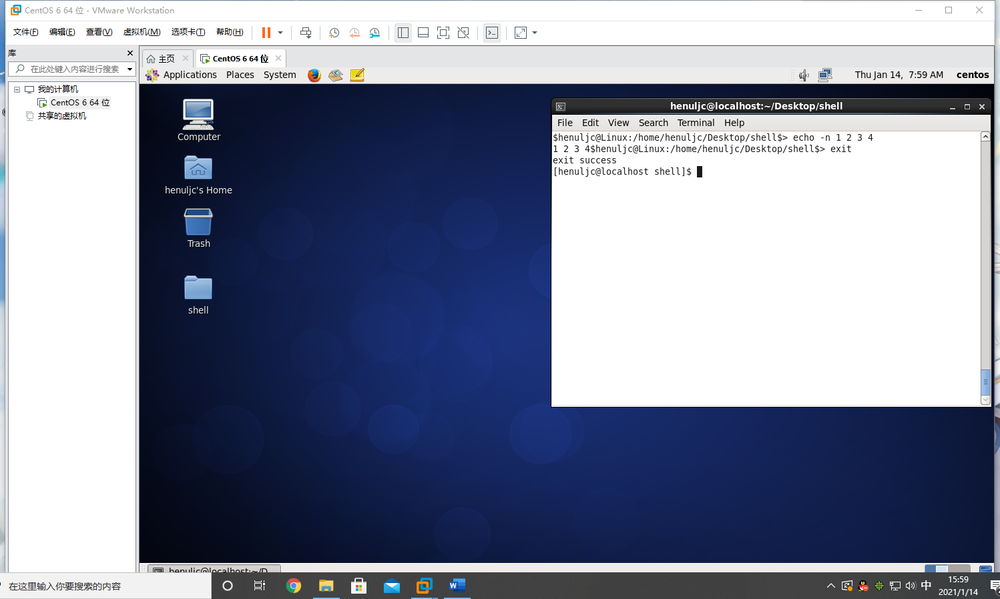 CentOS 6 64 位 - VMware Workstation
文件(F) 编辑(E) 查看(V) 虚拟机(M) 选项卡(T) 帮助(H)
库
在此处键入内容进行搜索
我的计算机
CentOS 6 64 位
共享的虚拟机
主页 CentOS 6 64 位
Applications Places System Thu Jan 14, 7:59 AM centos
Computer
henuljc's Home
Trash
shell
henuljc@localhost:~/Desktop/shell
File Edit View Search Terminal Help
$henuljc@Linux:/home/henuljc/Desktop/shell$> echo -n 1 2 3 4
1 2 3 4$henuljc@Linux:/home/henuljc/Desktop/shell$> exit
exit success
[henuljc@localhost shell]$
henuljc@localhost:~/D
在这里输入你要搜索的内容
中
15:59
2021/1/14